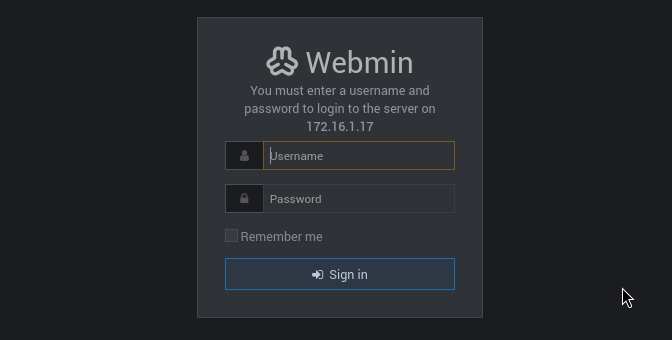 Webmin
You must enter a username and
password to login to the server on
172.16.1.17
Username
Password
Remember me
Sign in